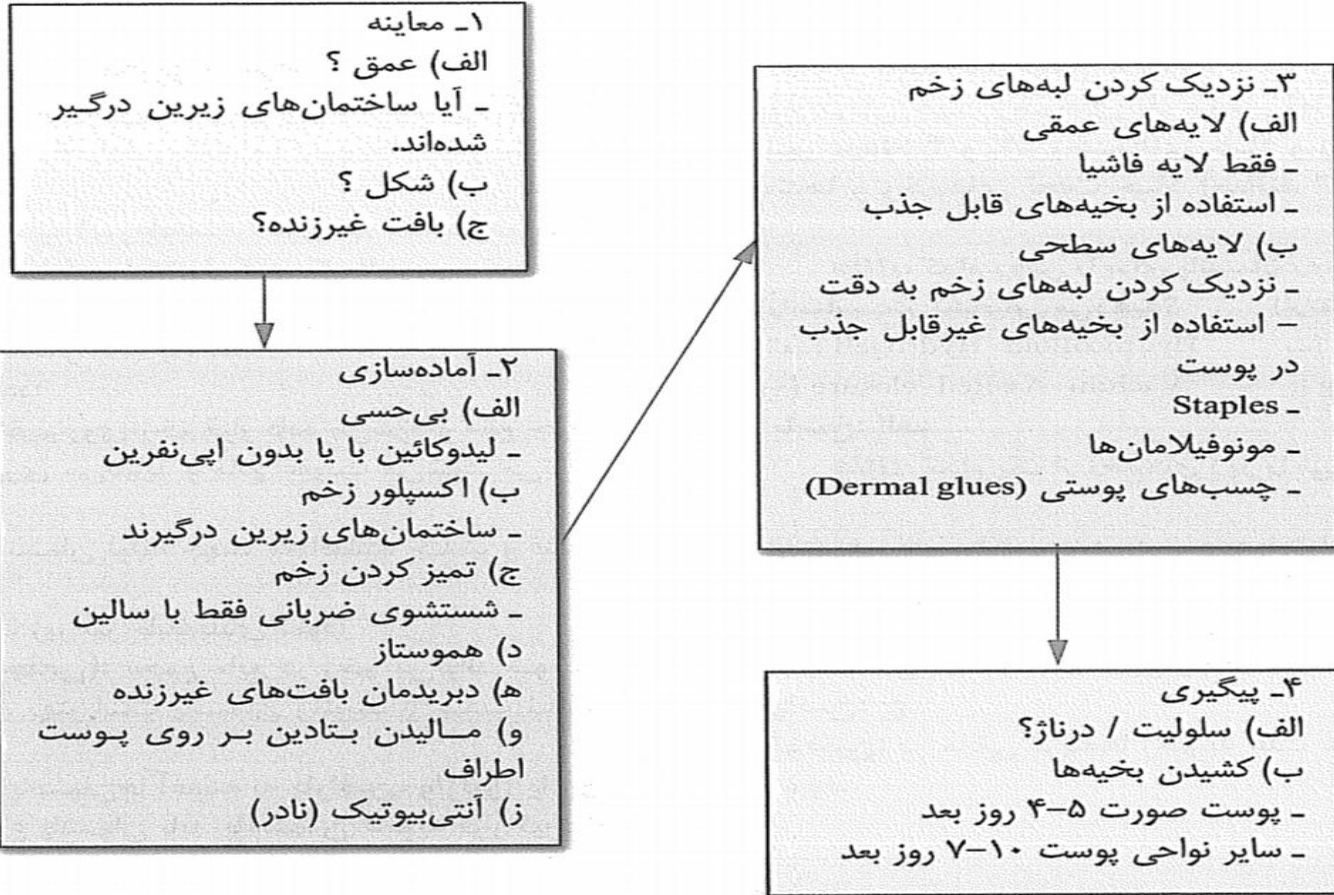 ۱ـ معاینه
الف) عمق ؟
ـ آیا ساختمان‌های زیرین درگیر
شده‌اند.
ب) شکل ؟
ج) بافت غیرزنده؟
۲ـ آماده‌سازی
الف) بی‌حسی
ـ لیدوکائین با یا بدون اپی‌نفرین
ب) اکسپلور زخم
ـ ساختمان‌های زیرین درگیرند
ج) تمیز کردن زخم
ـ شستشوی ضربانی فقط با سالین
د) هموستاز
ه) دبریدمان بافت‌های غیرزنده
و) مالیدن بتادین بر روی پوست
اطراف
ز) آنتی‌بیوتیک (نادر)
۳ـ نزدیک کردن لبه‌های زخم
الف) لایه‌های عمقی
ـ فقط لایه فاشیا
ـ استفاده از بخیه‌های قابل جذب
ب) لایه‌های سطحی
ـ نزدیک کردن لبه‌های زخم به دقت
– استفاده از بخیه‌های غیرقابل جذب
در پوست
ـ Staples
ـ مونوفیلامان‌ها
ـ چسب‌های پوستی (Dermal glues)
۴ـ پیگیری
الف) سلولیت / درناژ؟
ب) کشیدن بخیه‌ها
ـ پوست صورت ۵–۴ روز بعد
ـ سایر نواحی پوست ۱۰–۷ روز بعد